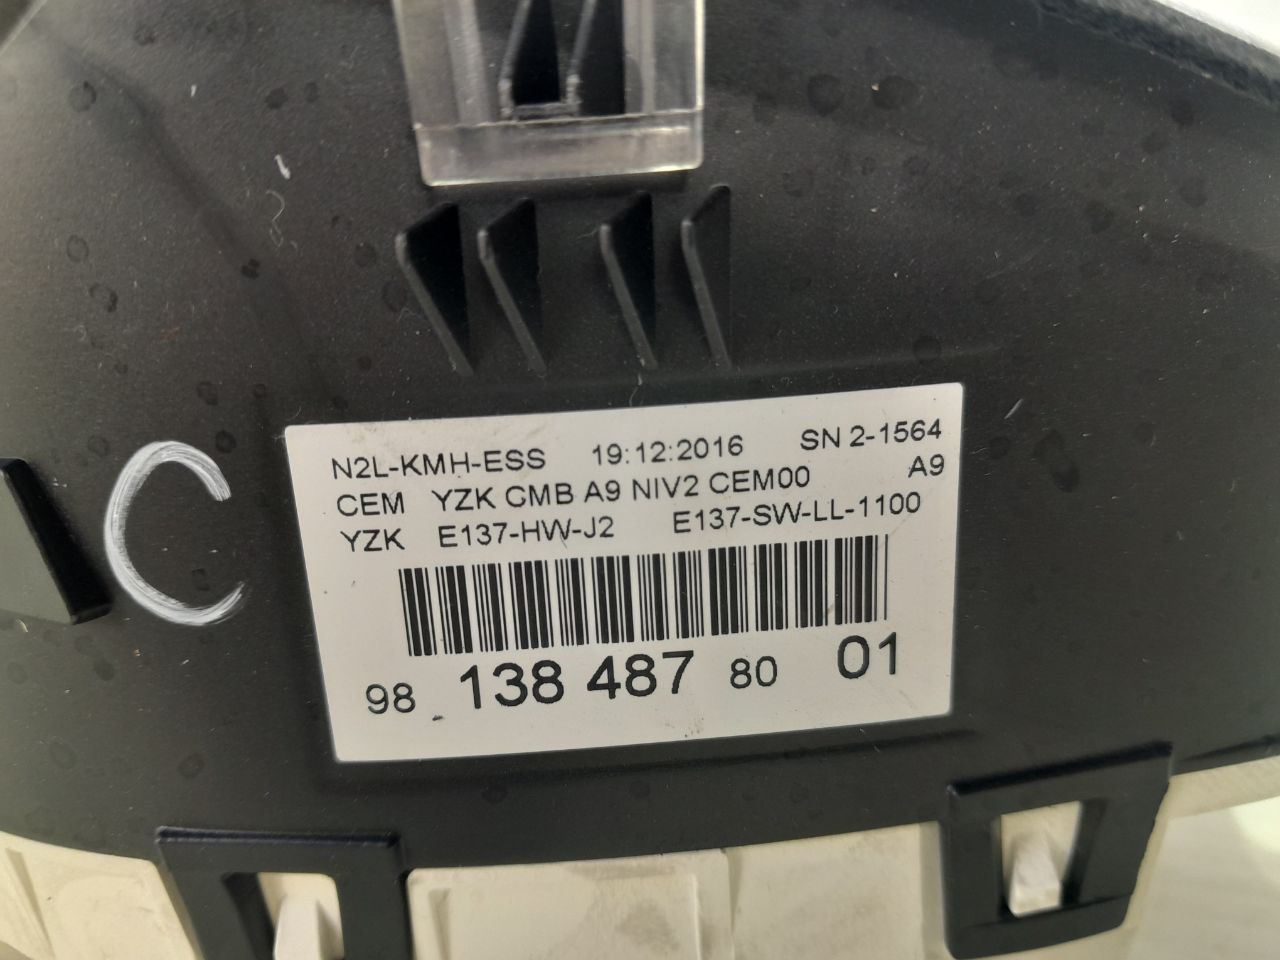 N2L-KMH-ESS 19:12:2016 SN 2-1564
CEM YZK CMB A9 NIV2 CEM00 A9
YZK E137-HW-J2 E137-SW-LL-1100
98 138 487 80 01
C